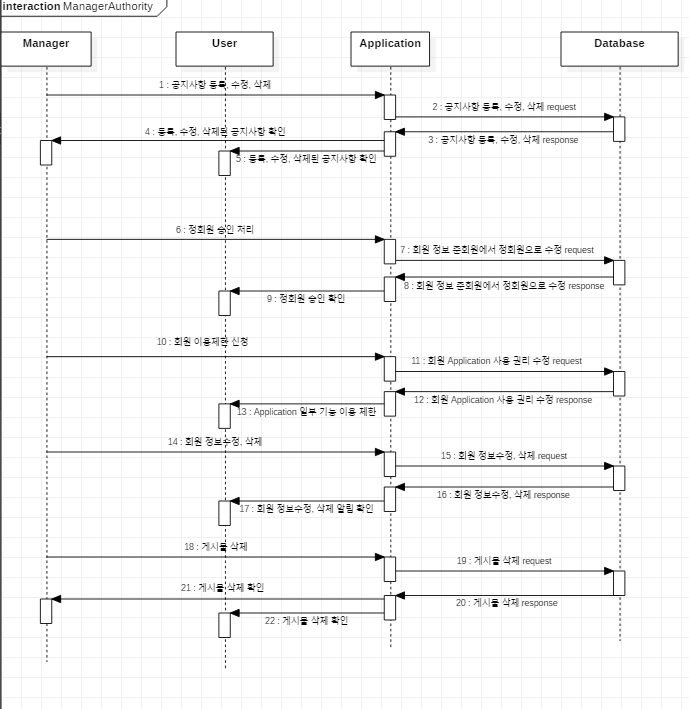 interaction ManagerAuthority
Manager
User
Application
Database
1 : 공지사항 등록, 수정, 삭제
2 : 공지사항 등록, 수정, 삭제 request
3 : 공지사항 등록, 수정, 삭제 response
4 : 등록, 수정, 삭제된 공지사항 확인
5 : 등록, 수정, 삭제된 공지사항 확인
6 : 정회원 승인 처리
7 : 회원 정보 준회원에서 정회원으로 수정 request
8 : 회원 정보 준회원에서 정회원으로 수정 response
9 : 정회원 승인 확인
10 : 회원 이용제한 신청
11 : 회원 Application 사용 권리 수정 request
12 : 회원 Application 사용 권리 수정 response
13 : Application 일부 기능 이용 제한
14 : 회원 정보수정, 삭제
15 : 회원 정보수정, 삭제 request
16 : 회원 정보수정, 삭제 response
17 : 회원 정보수정, 삭제 알림 확인
18 : 게시물 삭제
19 : 게시물 삭제 request
20 : 게시물 삭제 response
21 : 게시물 삭제 확인
22 : 게시물 삭제 확인